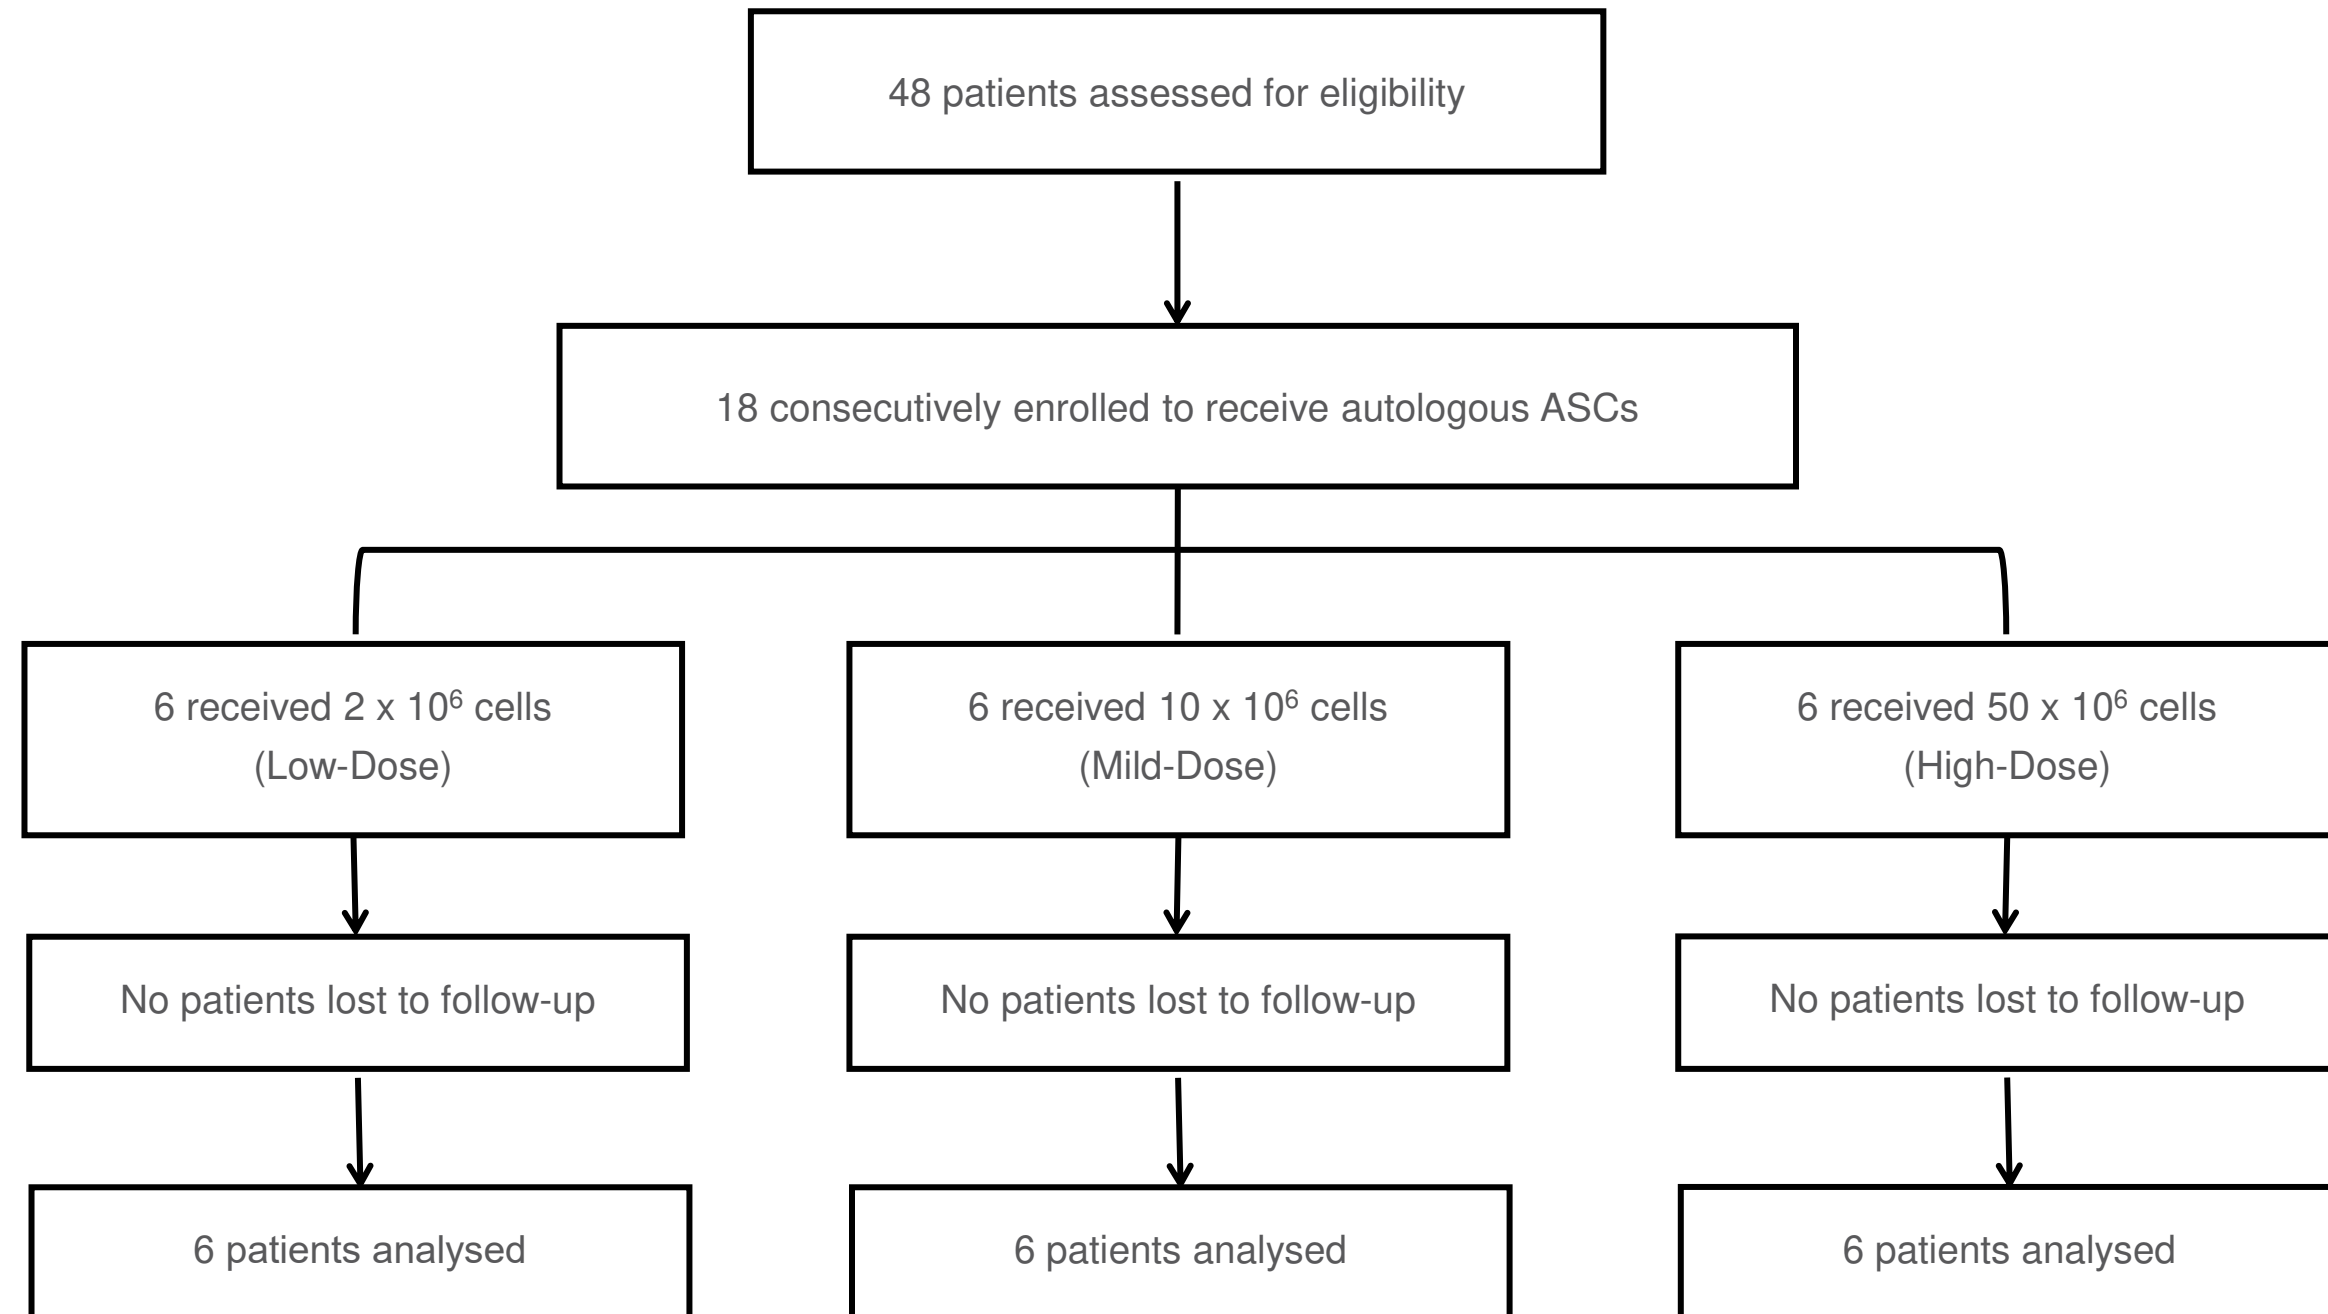 48 patients assessed for eligibility
18 consecutively enrolled to receive autologous ASCs
6 received 2 x 10⁶ cells
(Low-Dose)
6 received 10 x 10⁶ cells
(Mild-Dose)
6 received 50 x 10⁶ cells
(High-Dose)
No patients lost to follow-up
No patients lost to follow-up
No patients lost to follow-up
6 patients analysed
6 patients analysed
6 patients analysed